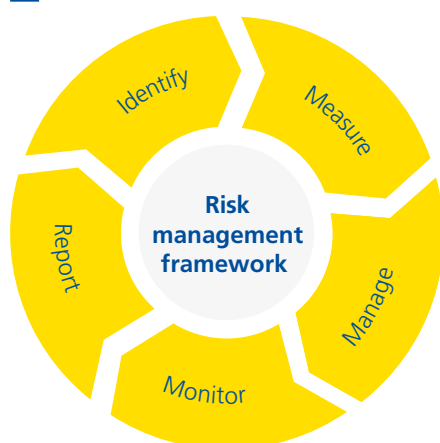 Identify
Measure
Manage
Monitor
Report
Risk
management
framework